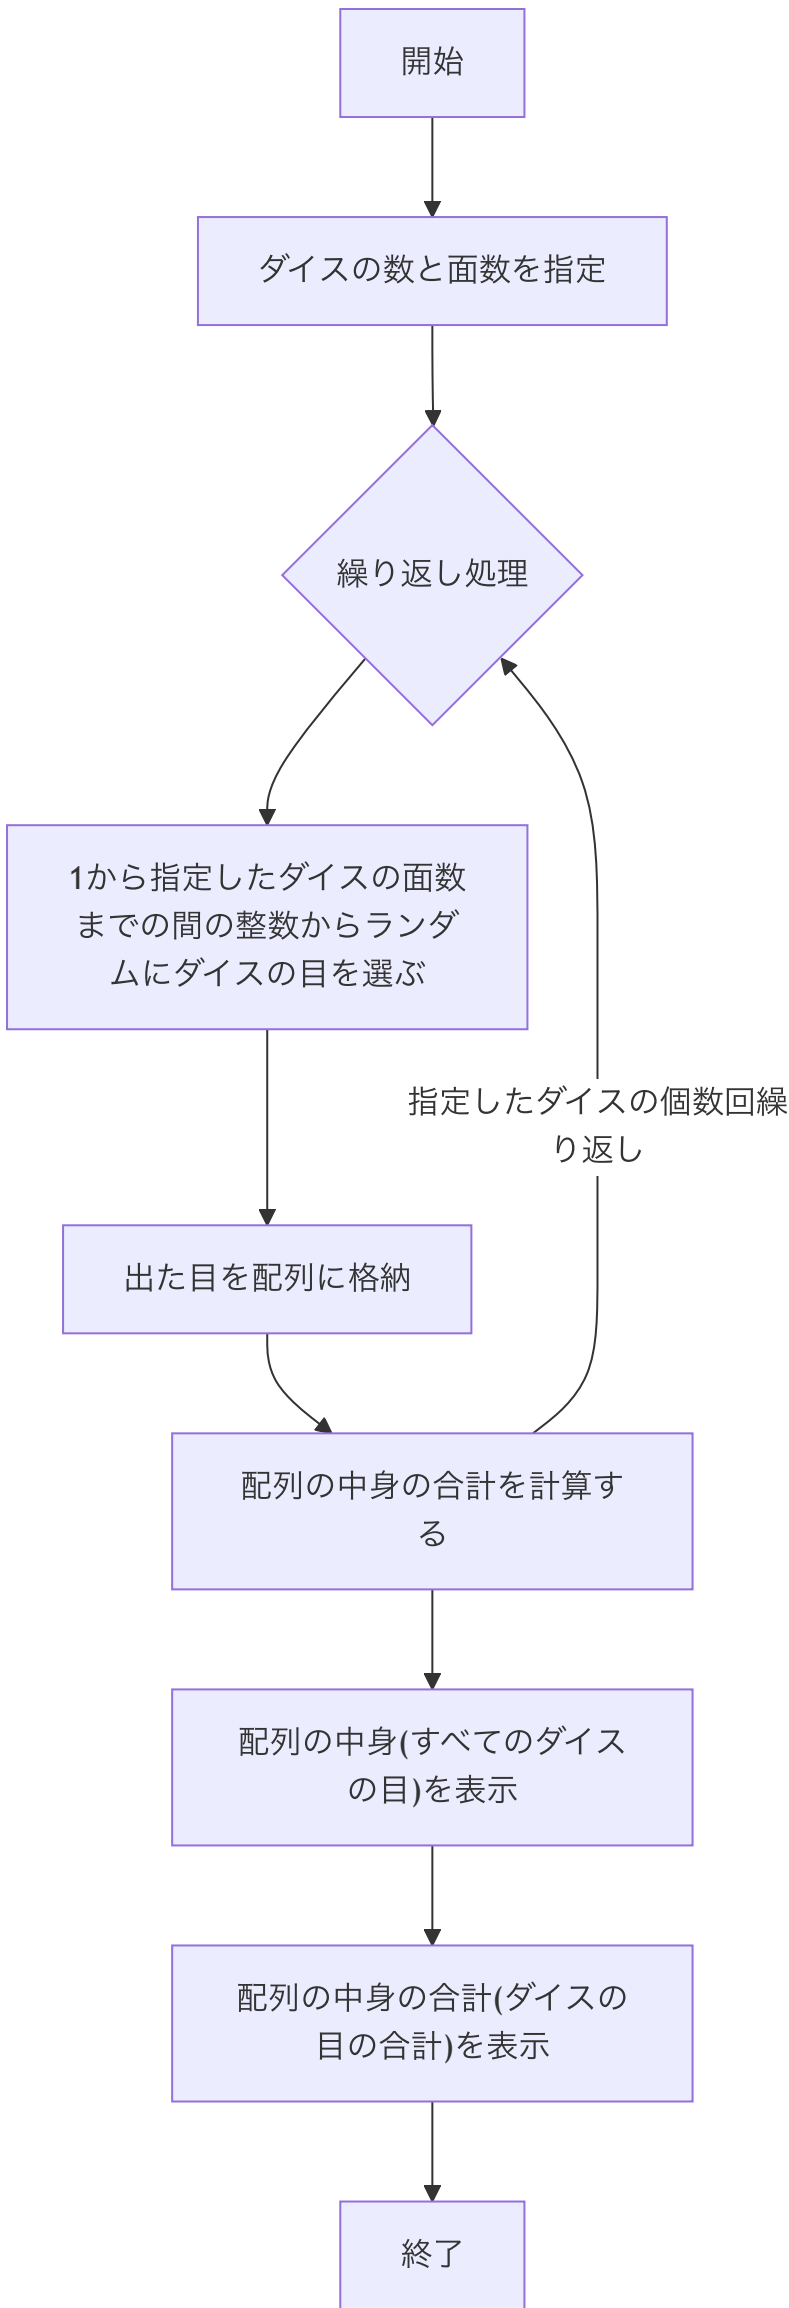 開始
ダイスの数と面数を指定
繰り返し処理
1から指定したダイスの面数
までの間の整数からランダ
ムにダイスの目を選ぶ
指定したダイスの個数回繰
り返し
出た目を配列に格納
配列の中身の合計を計算す
る
配列の中身(すべてのダイス
の目)を表示
配列の中身の合計(ダイスの
目の合計)を表示
終了